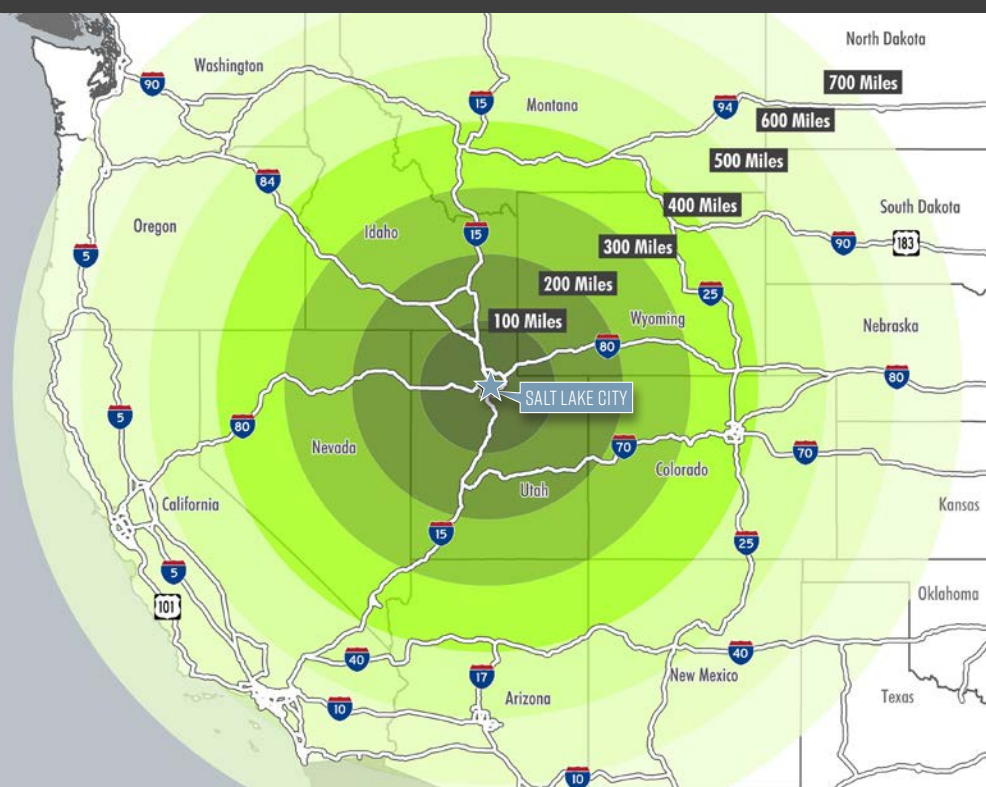 North Dakota
Washington
700 Miles
90
15
Montana
94
600 Miles
500 Miles
84
400 Miles
South Dakota
Oregon
Idaho
15
300 Miles
90
183
5
200 Miles
25
100 Miles
Wyoming
Nebraska
80
80
SALT LAKE CITY
5
80
Nevada
70
70
Colorado
Utah
California
Kansas
15
25
5
101
Oklahoma
40
40
17
New Mexico
Arizona
Texas
10
10